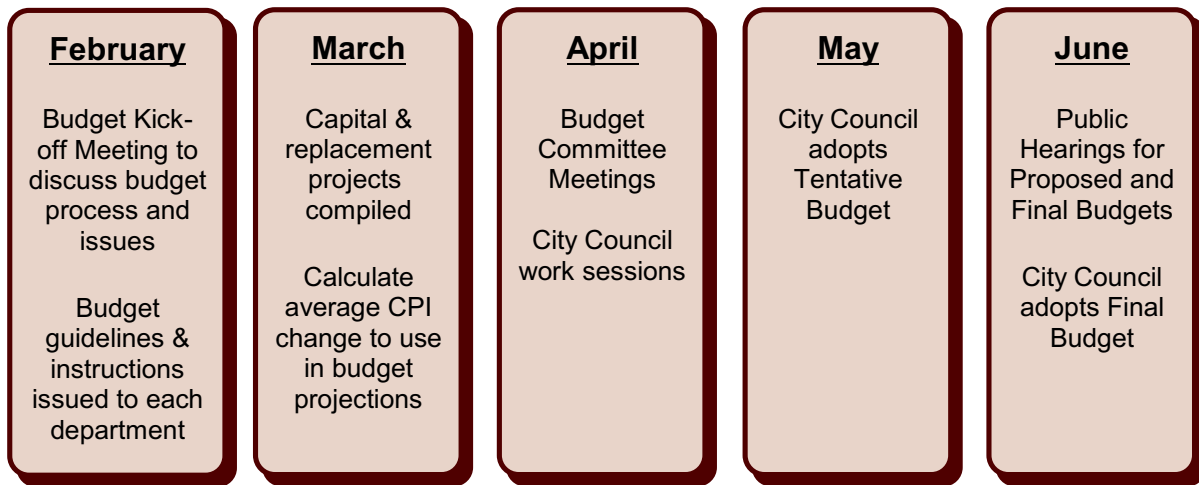 February
Budget Kick-
off Meeting to
discuss budget
process and
issues
Budget
guidelines &
instructions
issued to each
department
March
Capital &
replacement
projects
compiled
Calculate
average CPI
change to use
in budget
projections
April
Budget
Committee
Meetings
City Council
work sessions
May
City Council
adopts
Tentative
Budget
June
Public
Hearings for
Proposed and
Final Budgets
City Council
adopts Final
Budget